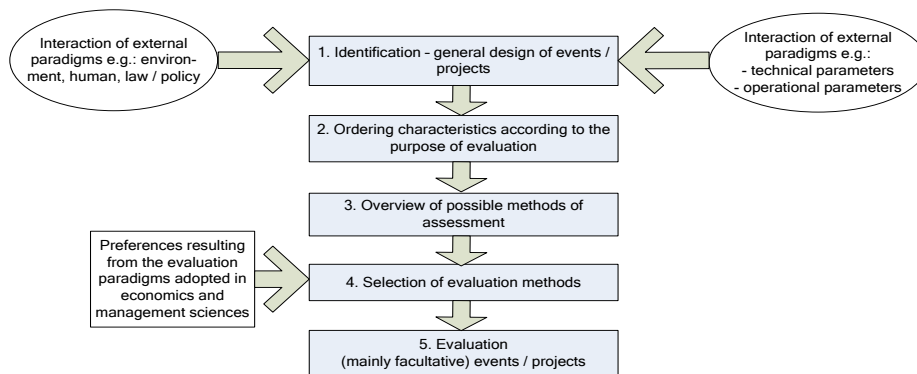 Interaction of external
paradigms e.g.: environ-
ment, human, law / policy
1. Identification – general design of events /
projects
Interaction of external
paradigms e.g.:
- technical parameters
- operational parameters
2. Ordering characteristics according to the
purpose of evaluation
3. Overview of possible methods of
assessment
Preferences resulting
from the evaluation
paradigms adopted in
economics and
management sciences
4. Selection of evaluation methods
5. Evaluation
(mainly facultative) events / projects